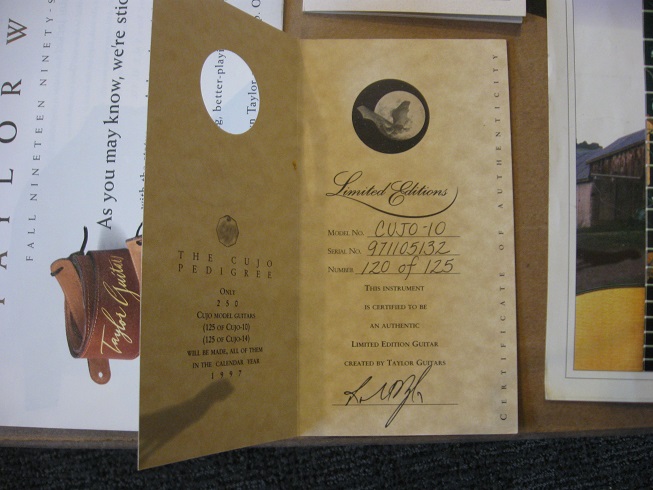 TAYLOR W
FALL NINETEEN NINETY-S
As you may know, we're stic
Taylor Guitar
g, better-play
n Taylor
THE CUJO
PEDIGREE
ONLY
250
CUJO MODEL GUITARS
(125 OF CUJO-10)
(125 OF CUJO-14)
WILL BE MADE, ALL OF THEM
IN THE CALENDAR YEAR
1997
Limited Editions
MODEL NO. CUJO-10
SERIAL NO. 971105132
NUMBER 120 of 125
THIS INSTRUMENT
IS CERTIFIED TO BE
AN AUTHENTIC
LIMITED EDITION GUITAR
CREATED BY TAYLOR GUITARS
CERTIFICATE OF AUTHENTICITY